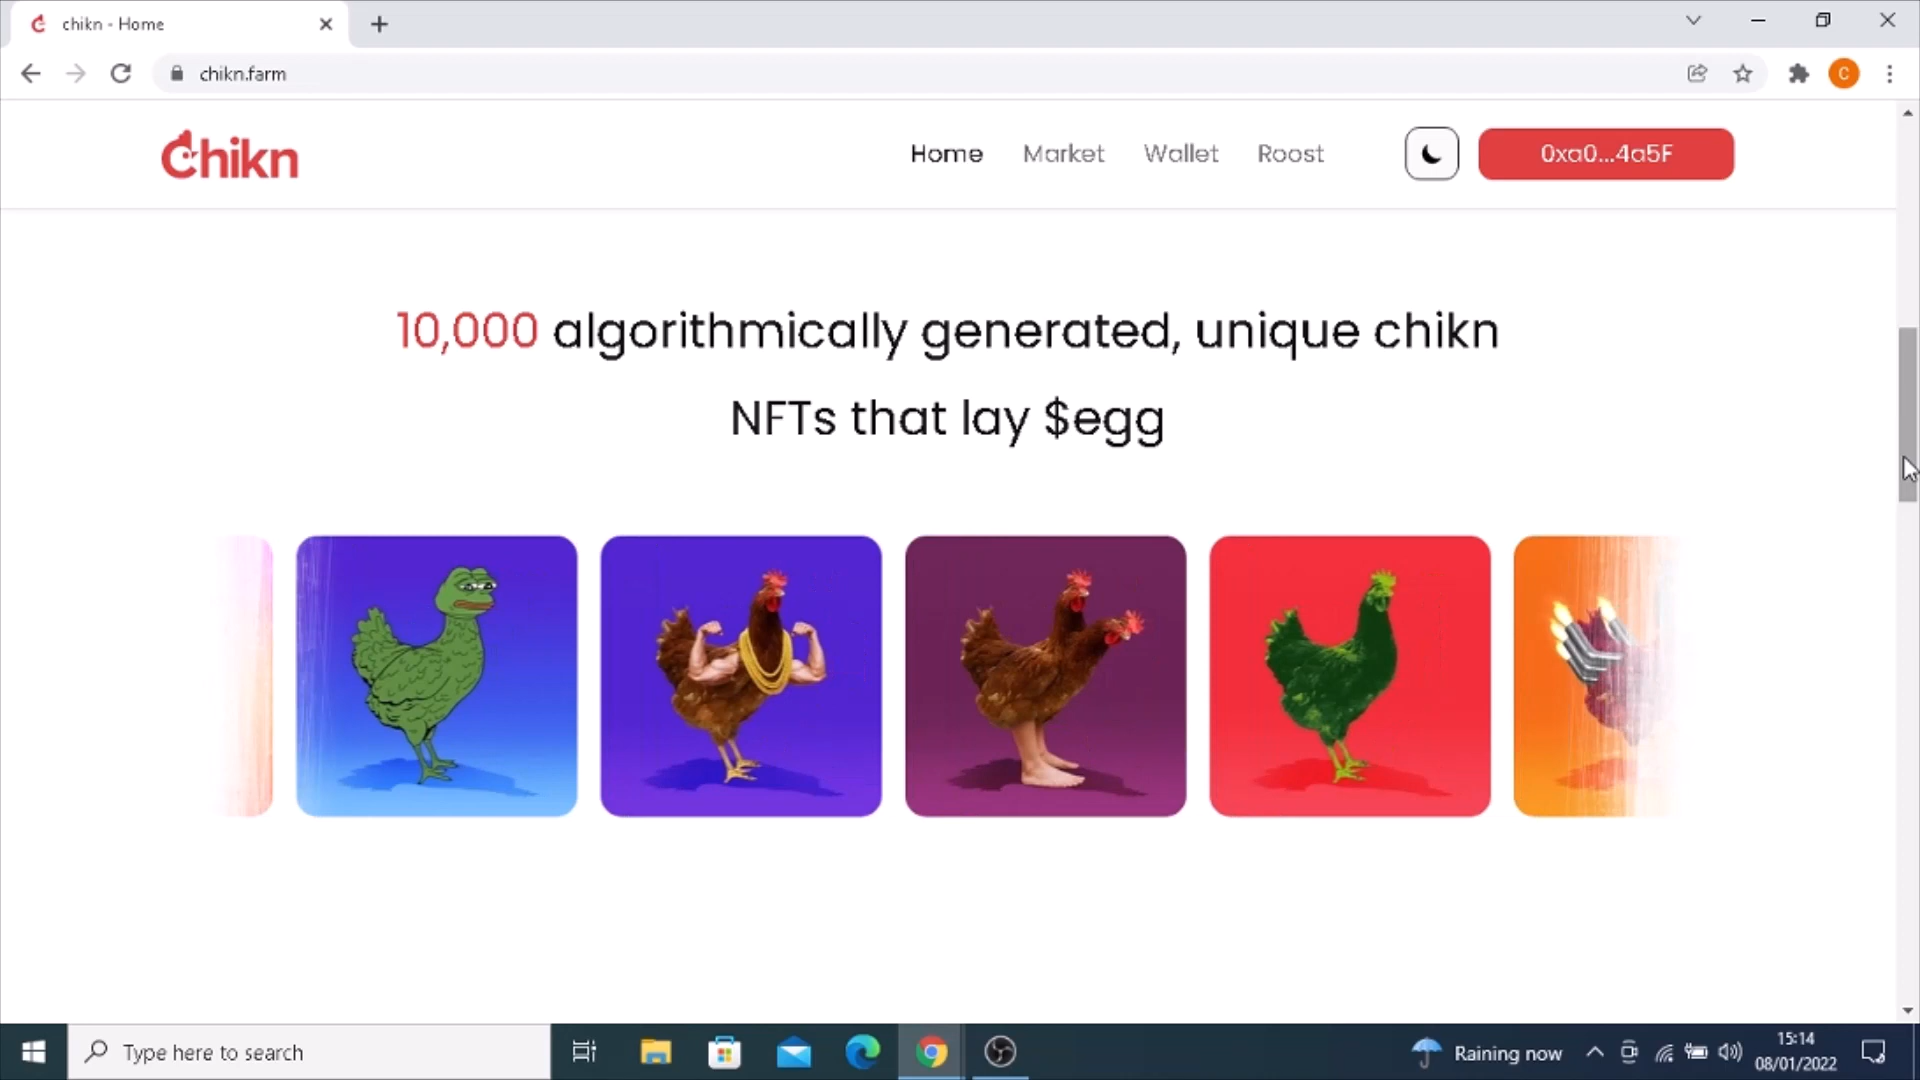 chikn - Home
chikn.farm
C
Chikn
Home
Market
Wallet
Roost
0xa0...4a5F
10,000 algorithmically generated, unique chikn
NFTs that lay $egg
Type here to search
Raining now
15:14
08/01/2022